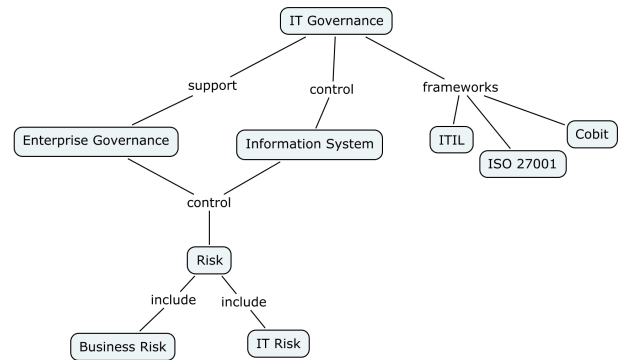 IT Governance
support
control
frameworks
Enterprise Governance
Information System
ITIL
ISO 27001
Cobit
control
Risk
include
include
Business Risk
IT Risk